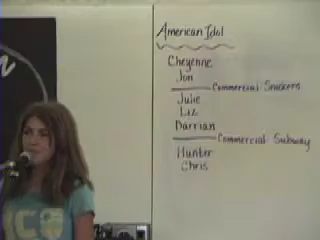 American Idol
Cheyenne
Jon
Commercial Snickers
Julie
Liz
Darrian
Commercial Subway
Hunter
Chris